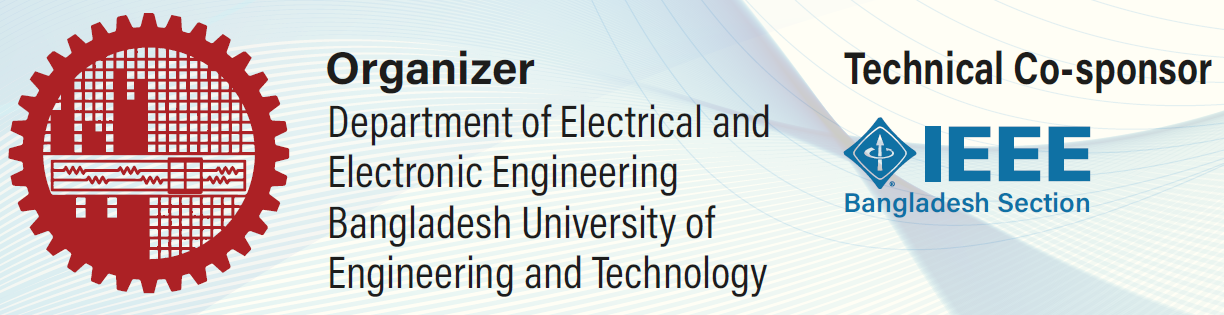 Organizer
Department of Electrical and
Electronic Engineering
Bangladesh University of
Engineering and Technology
Technical Co-sponsor
IEEE
Bangladesh Section